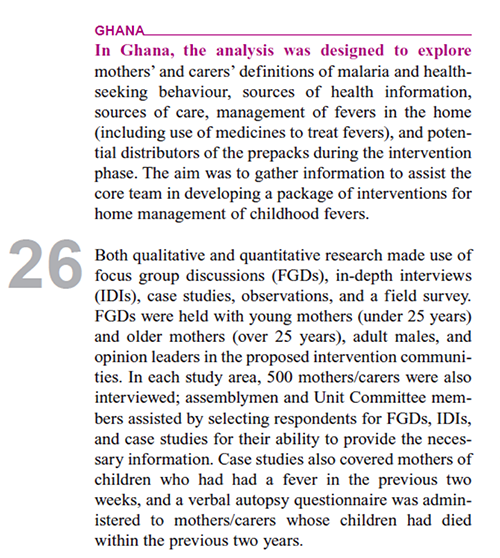 GHANA
In Ghana, the analysis was designed to explore
mothers' and carers' definitions of malaria and health-
seeking behaviour, sources of health information,
sources of care, management of fevers in the home
(including use of medicines to treat fevers), and poten-
tial distributors of the prepacks during the intervention
phase. The aim was to gather information to assist the
core team in developing a package of interventions for
home management of childhood fevers.
26
Both qualitative and quantitative research made use of
focus group discussions (FGDs), in-depth interviews
(IDIs), case studies, observations, and a field survey.
FGDs were held with young mothers (under 25 years)
and older mothers (over 25 years), adult males, and
opinion leaders in the proposed intervention communi-
ties. In each study area, 500 mothers/carers were also
interviewed; assemblymen and Unit Committee mem-
bers assisted by selecting respondents for FGDs, IDIs,
and case studies for their ability to provide the neces-
sary information. Case studies also covered mothers of
children who had had a fever in the previous two
weeks, and a verbal autopsy questionnaire was admin-
istered to mothers/carers whose children had died
within the previous two years.